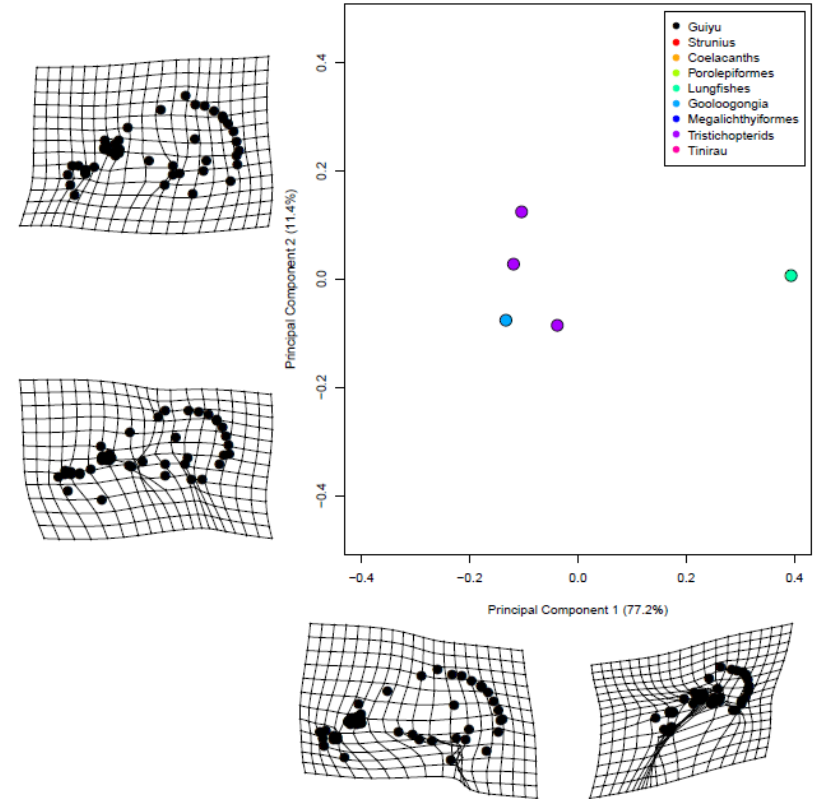 Guiyu
Strunius
Coelacanths
Porolepiformes
Lungfishes
Gooloogongia
Megalichthyiformes
Tristichopterids
Tinirau
Principal Component 2 (11.4%)
0.4
0.2
0.0
−0.2
−0.4
−0.4
−0.2
0.0
0.2
0.4
Principal Component 1 (77.2%)